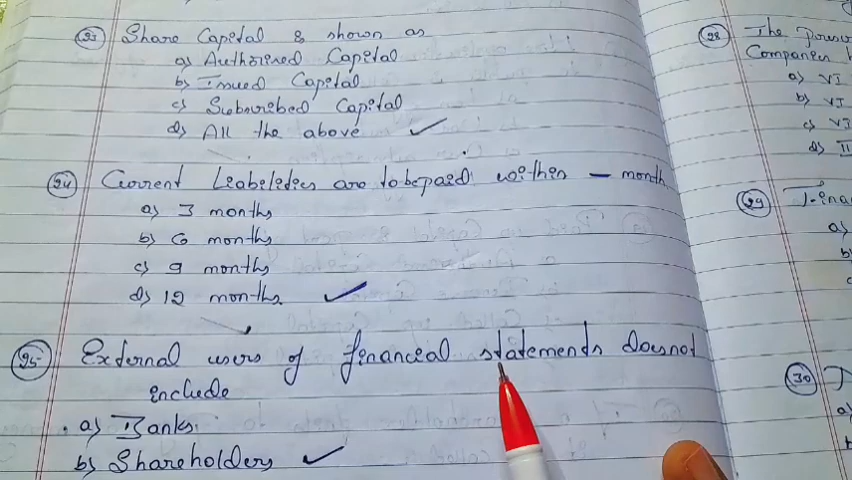 23 Share Capital is shown as
a) Authorised Capital
b) Issued Capital
c) Subscribed Capital
d) All the above
24 Current Liabilities are to be paid within — month
a) 3 months
b) 6 months
c) 9 months
d) 12 months
25 External users of financial statements doesnot
include
a) Banks
b) Shareholders
28 The
Companies
a) VI
b) VI
c) VI
d) II
29
a)
b)
c
30
a)
b